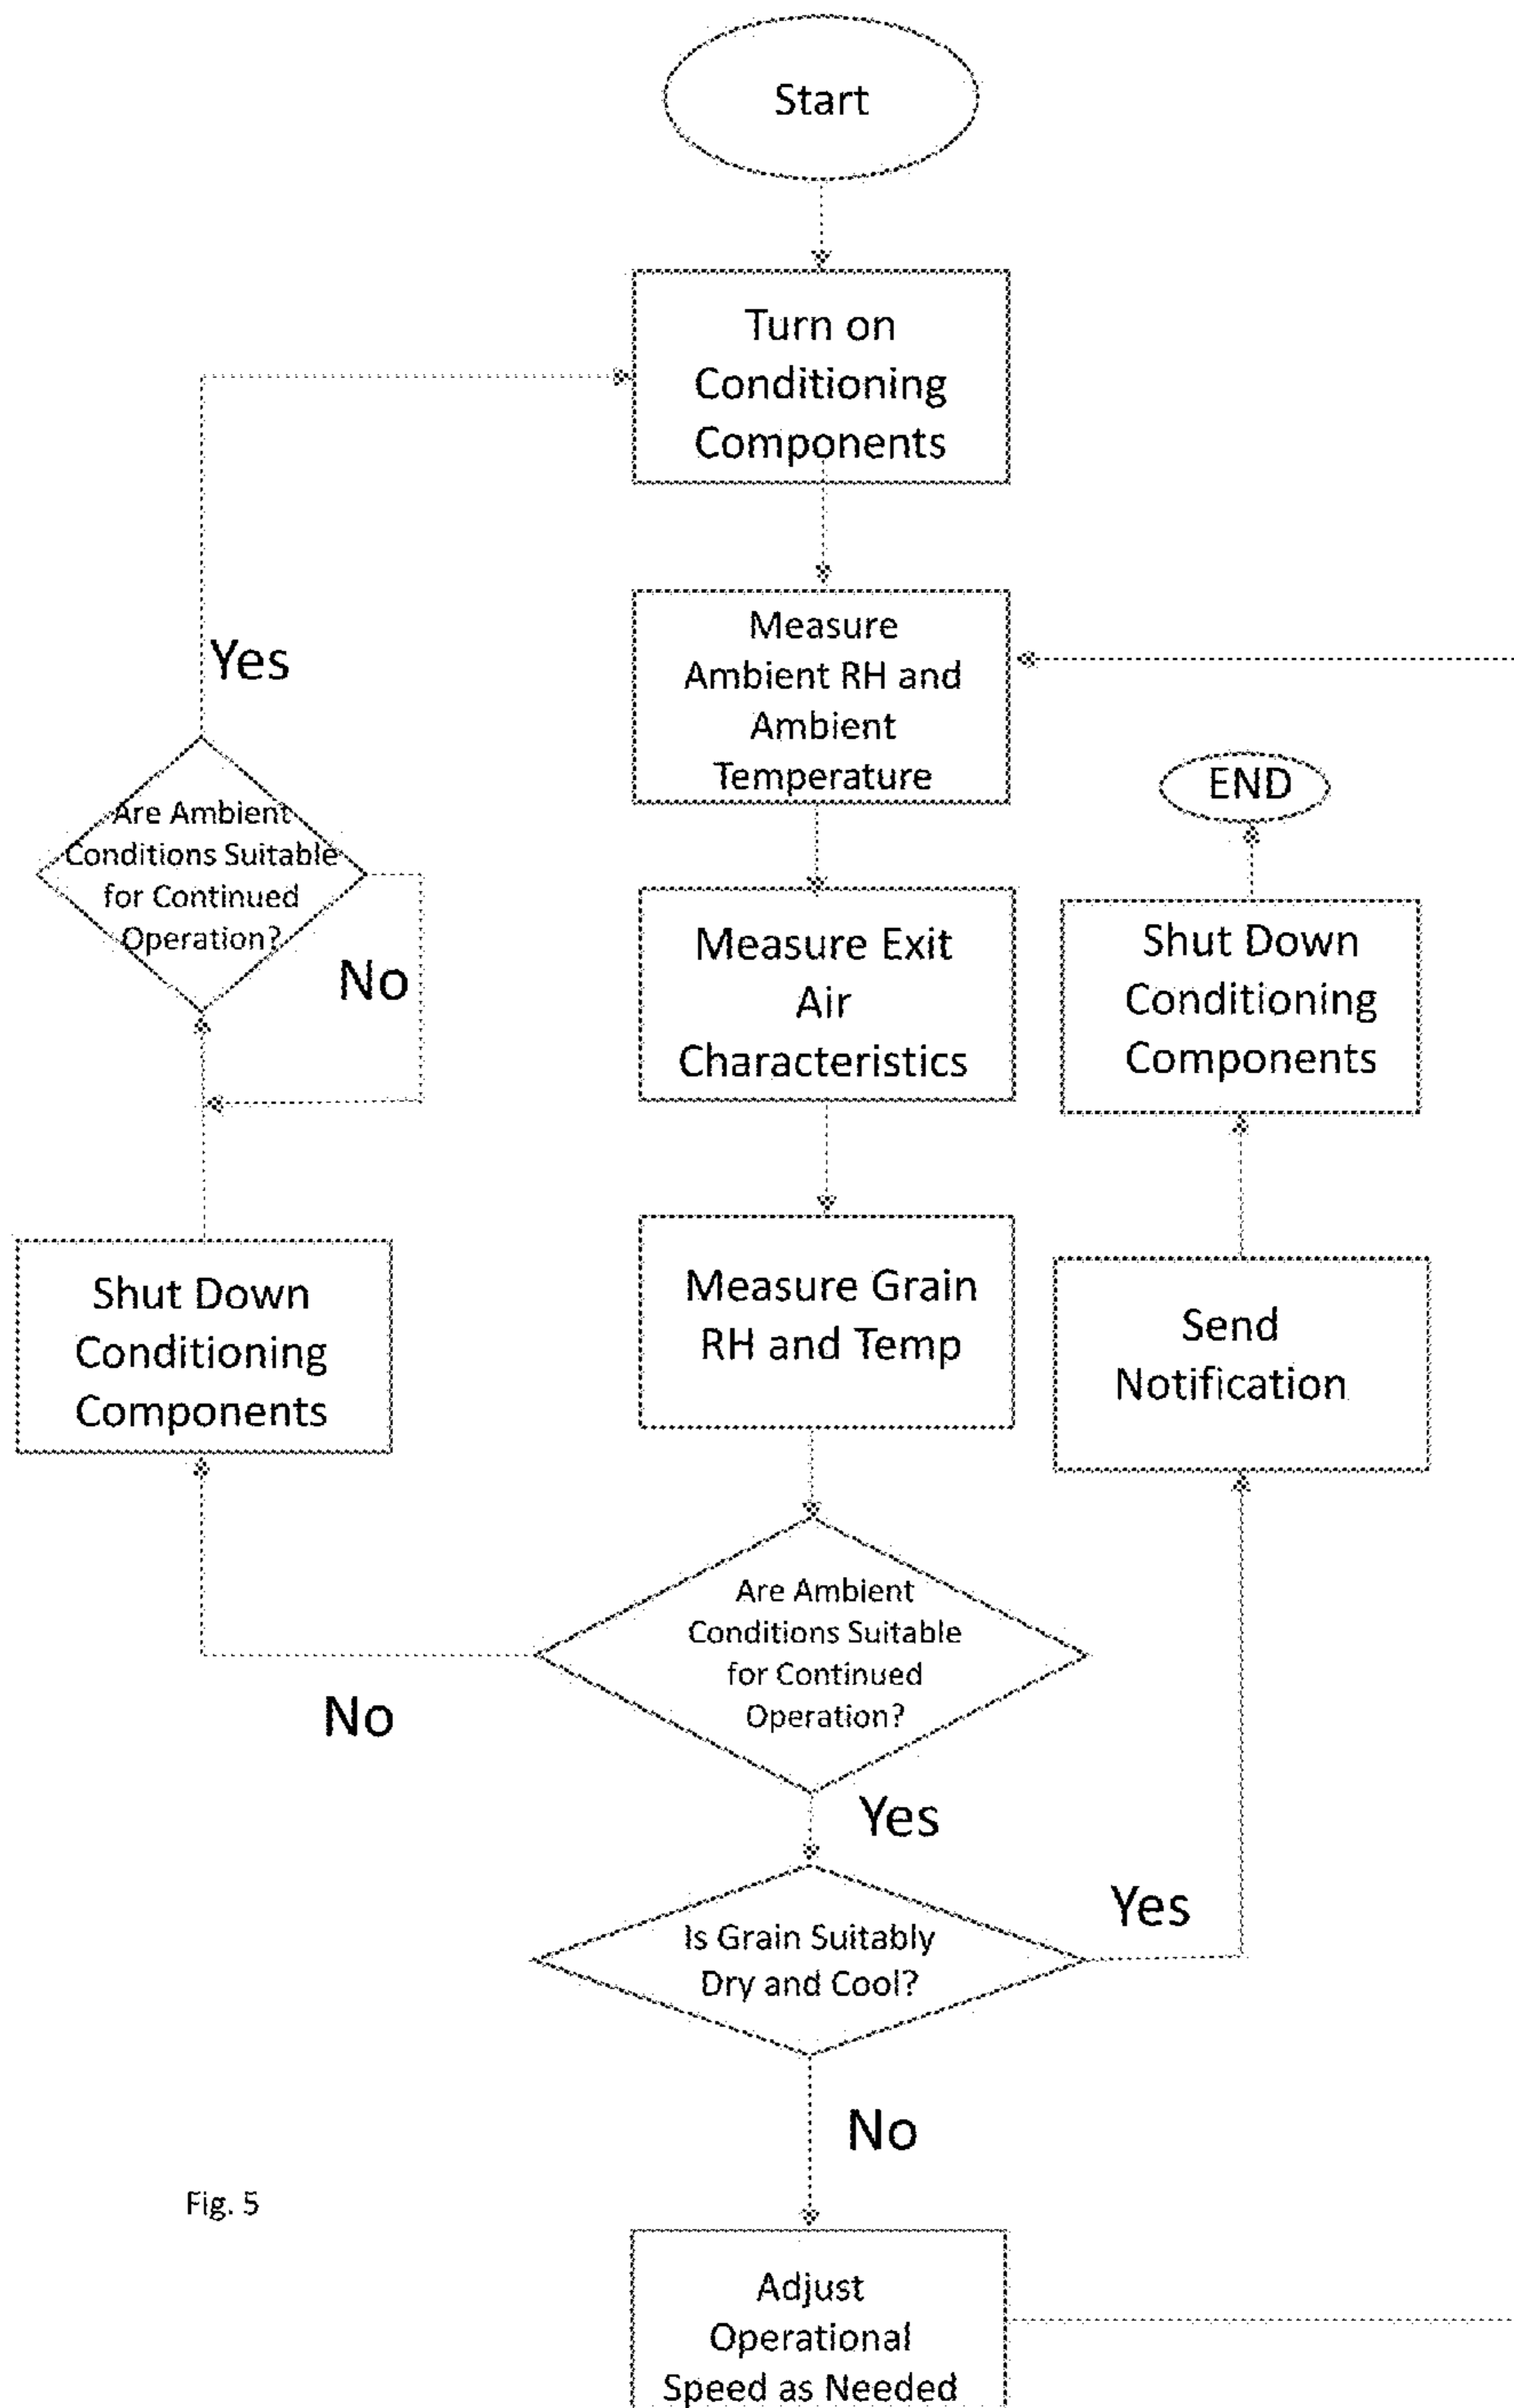 Start
Turn on
Conditioning
Components
Measure
Ambient RH and
Ambient
Temperature
Yes
Are Ambient
Conditions Suitable
for Continued
Operation?
No
END
Measure Exit
Air
Characteristics
Shut Down
Conditioning
Components
Shut Down
Conditioning
Components
Measure Grain
RH and Temp
Send
Notification
Are Ambient
Conditions Suitable
for Continued
Operation?
No
Yes
Is Grain Suitably
Dry and Cool?
Yes
No
Fig. 5
Adjust
Operational
Speed as Needed